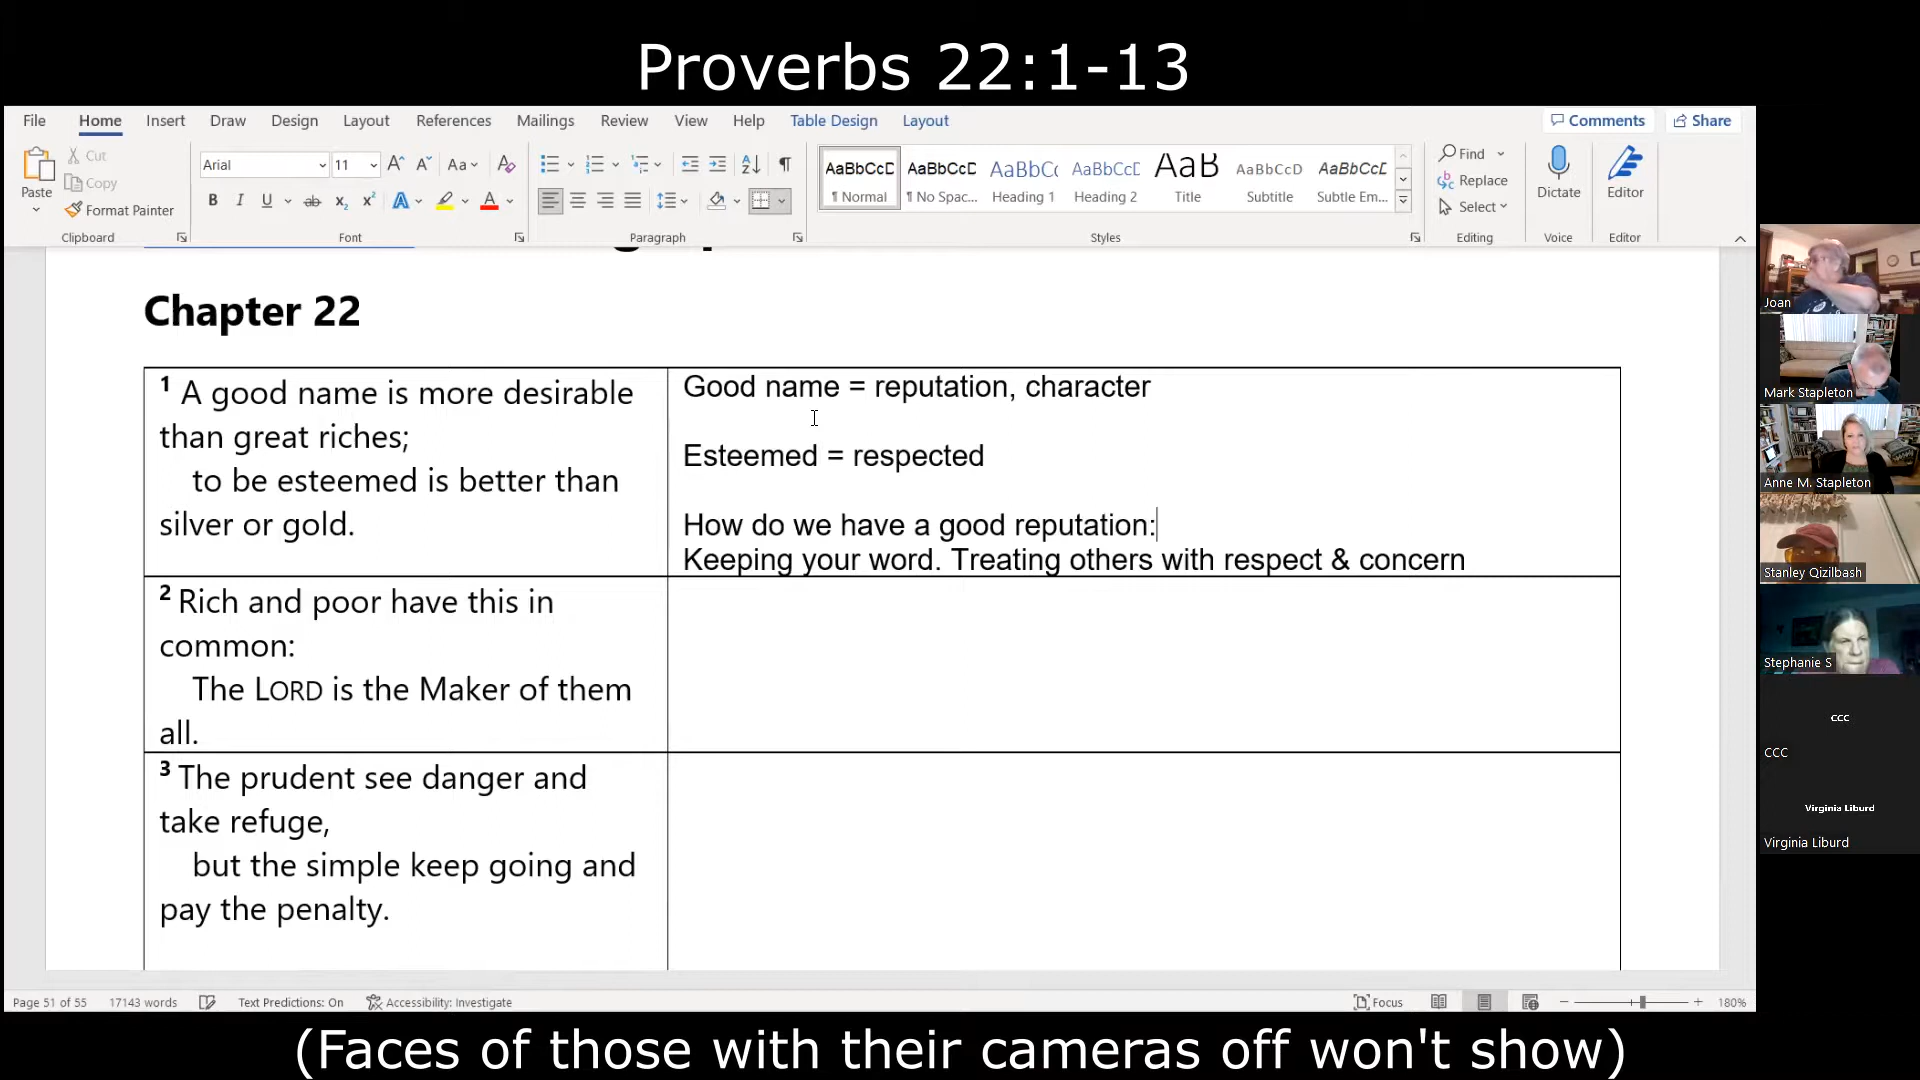 Proverbs 22:1-13
File Home Insert Draw Design Layout References Mailings Review View Help Table Design Layout Comments Share
Paste
Cut
Copy
Format Painter
Clipboard
Arial 11
Font
Paragraph
AaBbCcD AaBbCcD AaBbC AaBbCcD AaB AaBbCcD AaBbCcD
¶ Normal ¶ No Spac... Heading 1 Heading 2 Title Subtitle Subtle Em...
Styles
Find
Replace
Select
Editing
Dictate
Voice
Editor
Editor
Chapter 22
1 A good name is more desirable
than great riches;
to be esteemed is better than
silver or gold.
Good name = reputation, character
Esteemed = respected
How do we have a good reputation:
Keeping your word. Treating others with respect & concern
2 Rich and poor have this in
common:
The LORD is the Maker of them
all.
3 The prudent see danger and
take refuge,
but the simple keep going and
pay the penalty.
Joan
Mark Stapleton
Anne M. Stapleton
Stanley Qizilbash
Stephanie S
CCC
CCC
Virginia Liburd
Virginia Liburd
Page 51 of 55 17143 words Text Predictions: On Accessibility: Investigate Focus 180%
(Faces of those with their cameras off won't show)